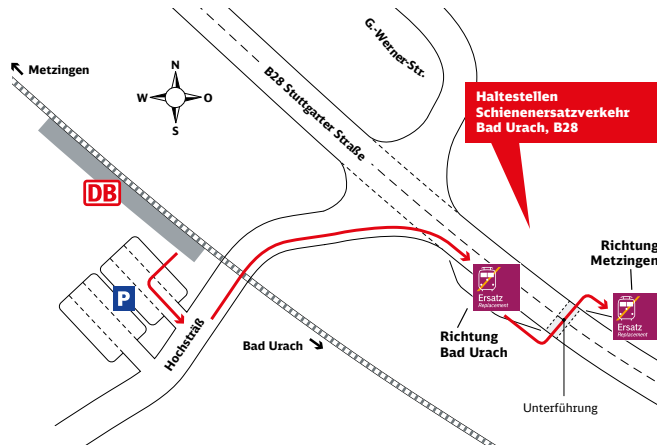 G.-Werner-Str.
Metzingen
N
W O
S
B28 Stuttgarter Straße
Haltestellen
Schienenersatzverkehr
Bad Urach, B28
DB
P
Hochsträß
Bad Urach
Richtung
Metzingen
Ersatz
Replacement
Ersatz
Replacement
Richtung
Bad Urach
Unterführung